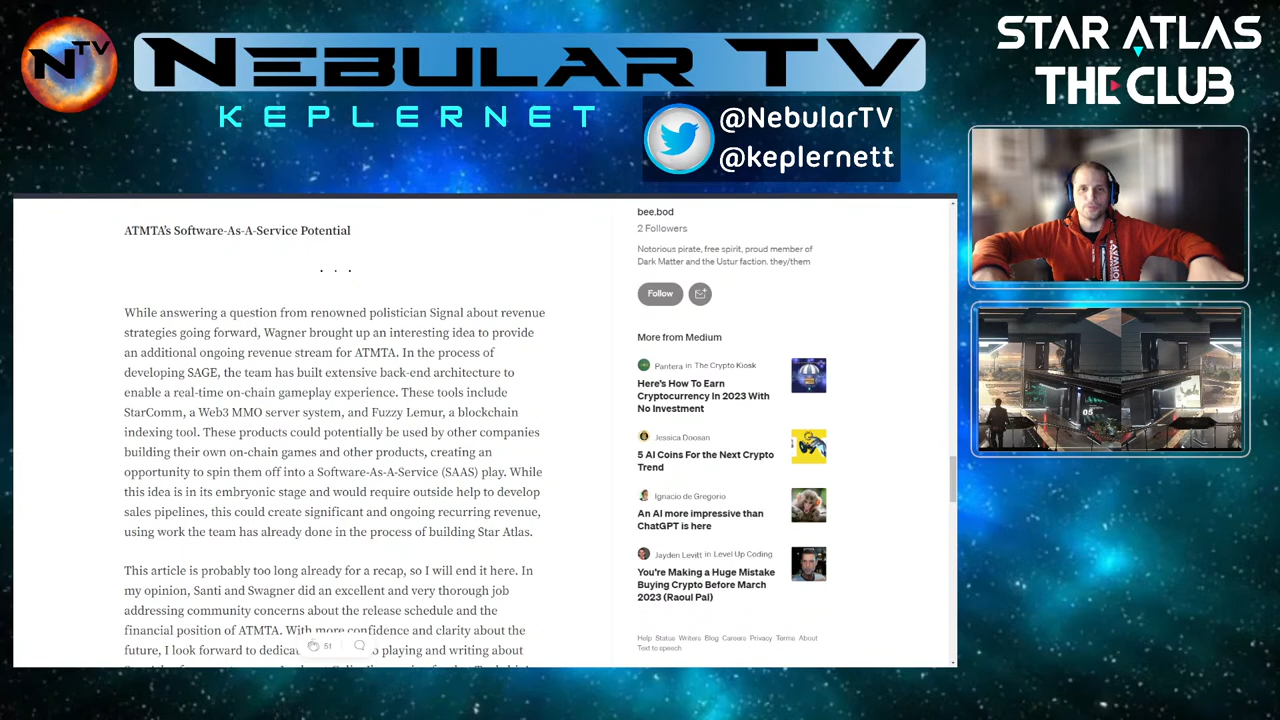 NTV
NEBULAR TV
KEPLERNET
@NebularTV
@keplernett
STAR ATLAS
THE CLUB
ATMTA's Software-As-A-Service Potential
. . .
While answering a question from renowned polistician Signal about revenue
strategies going forward, Wagner brought up an interesting idea to provide
an additional ongoing revenue stream for ATMTA. In the process of
developing SAGE, the team has built extensive back-end architecture to
enable a real-time on-chain gameplay experience. These tools include
StarComm, a Web3 MMO server system, and Fuzzy Lemur, a blockchain
indexing tool. These products could potentially be used by other companies
building their own on-chain games and other products, creating an
opportunity to spin them off into a Software-As-A-Service (SAAS) play. While
this idea is in its embryonic stage and would require outside help to develop
sales pipelines, this could create significant and ongoing recurring revenue,
using work the team has already done in the process of building Star Atlas.
This article is probably too long already for a recap, so I will end it here. In
my opinion, Santi and Swagner did an excellent and very thorough job
addressing community concerns about the release schedule and the
financial position of ATMTA. With more confidence and clarity about the
future, I look forward to playing and writing about
51
bee.bod
2 Followers
Notorious pirate, free spirit, proud member of
Dark Matter and the Ustur faction. they/them
Follow
More from Medium
Pantera in The Crypto Kiosk
Here's How To Earn
Cryptocurrency In 2023 With
No Investment
Jessica Doosan
5 AI Coins For the Next Crypto
Trend
Ignacio de Gregorio
An AI more impressive than
ChatGPT is here
Jayden Levitt in Level Up Coding
You're Making a Huge Mistake
Buying Crypto Before March
2023 (Raoul Pal)
Help Status Writers Blog Careers Privacy Terms About
Text to speech
NORWAY
05